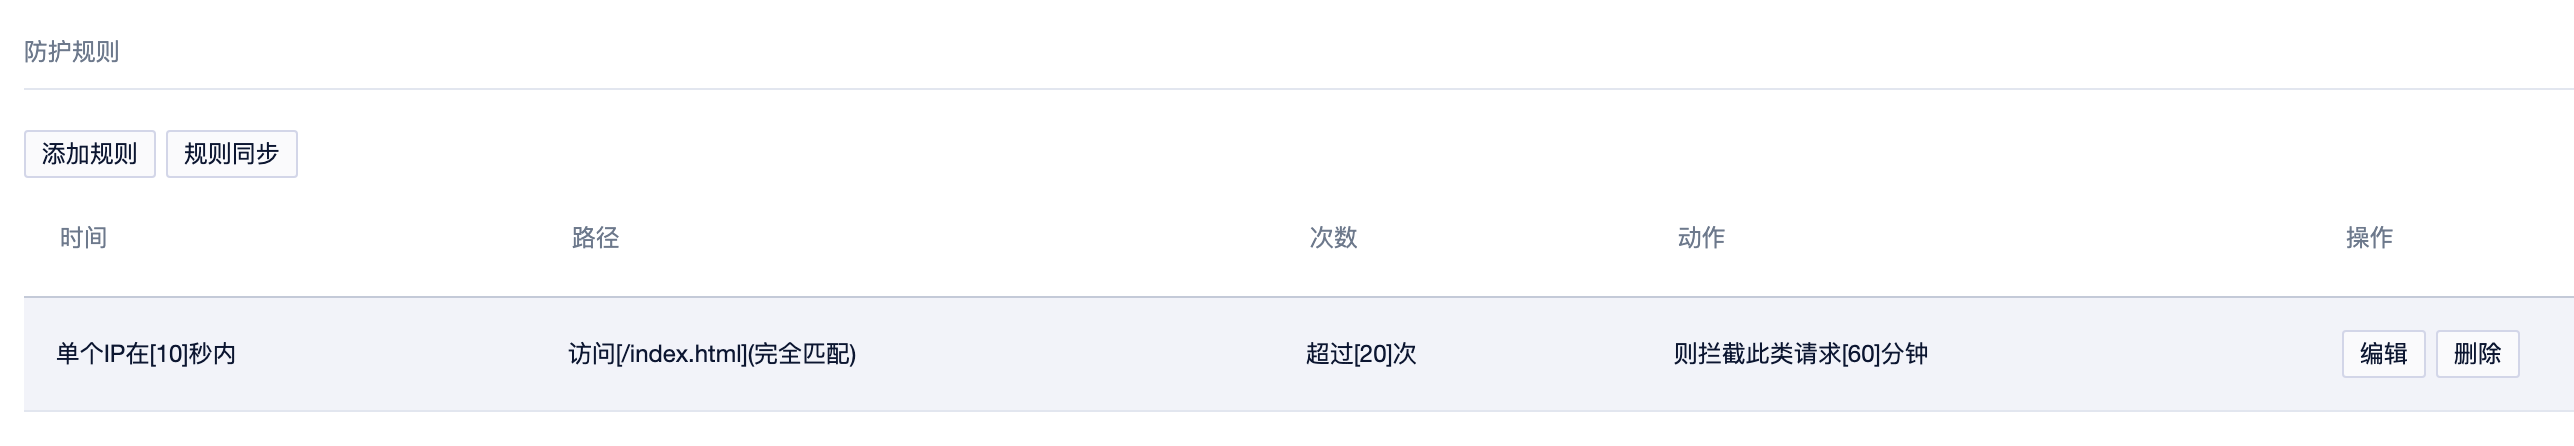 防护规则
添加规则 规则同步
时间 路径 次数 动作 操作
单个IP在[10]秒内 访问[/index.html](完全匹配) 超过[20]次 则拦截此类请求[60]分钟 编辑 删除